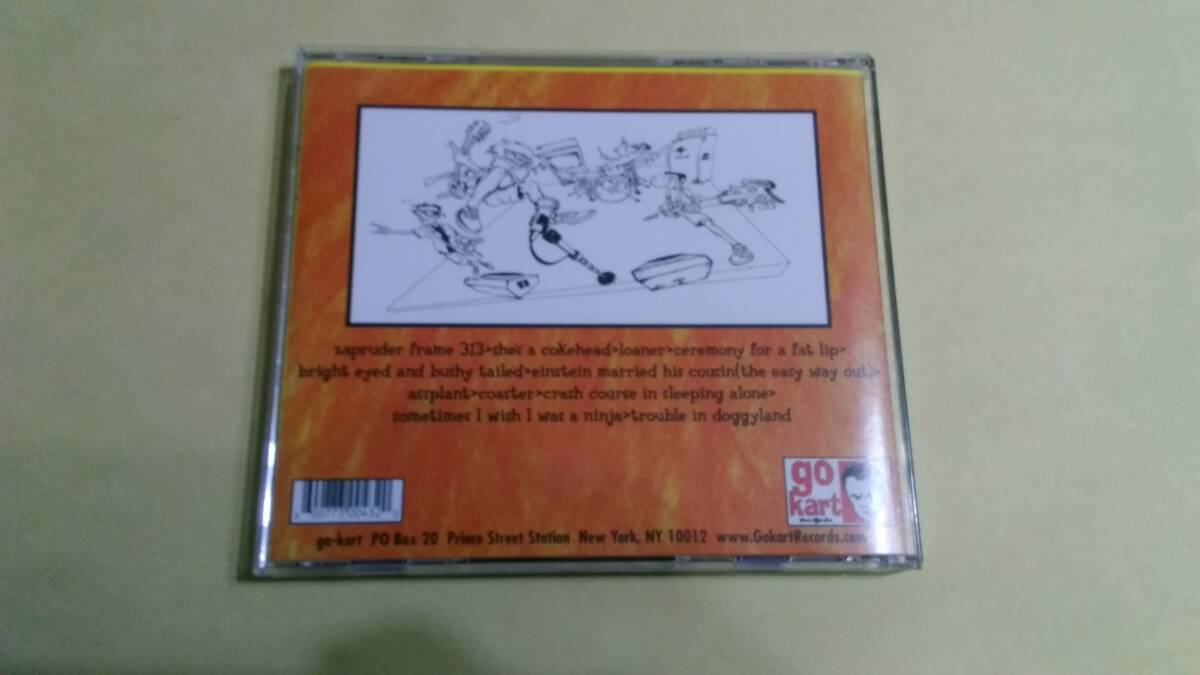 zapruder frame 313>she's a cokehead>loaner>ceremony for a fat lip>
bright eyed and bushy tailed>einstein married his cousin(the easy way out)>
assplant>coaster>crash course in sleeping alone>
sometimes I wish I was a ninja>trouble in doggyland
go
kart
go-kart PO Box 20 Prince Street Station New York, NY 10012 www.GokartRecords.com